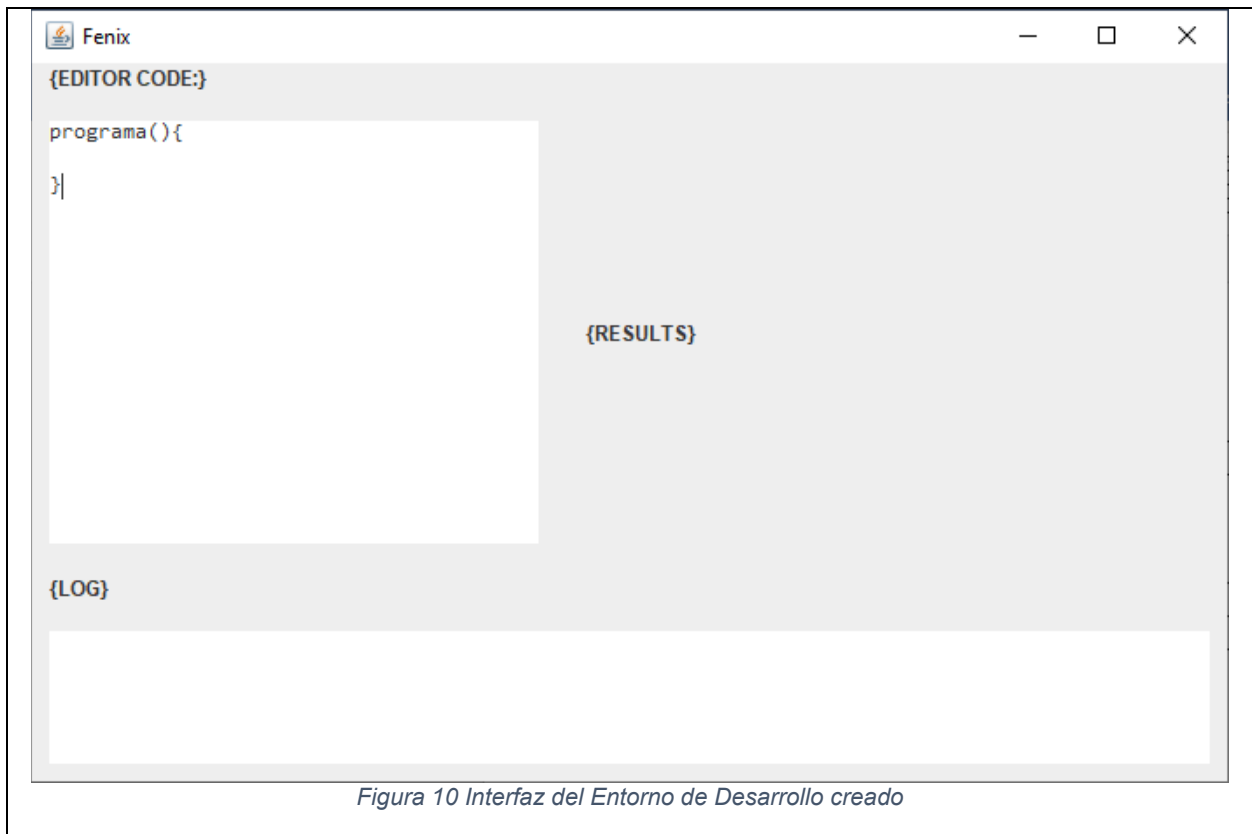 Fenix
{EDITOR CODE:}
programa(){
}
{RESULTS}
{LOG}
Figura 10 Interfaz del Entorno de Desarrollo creado